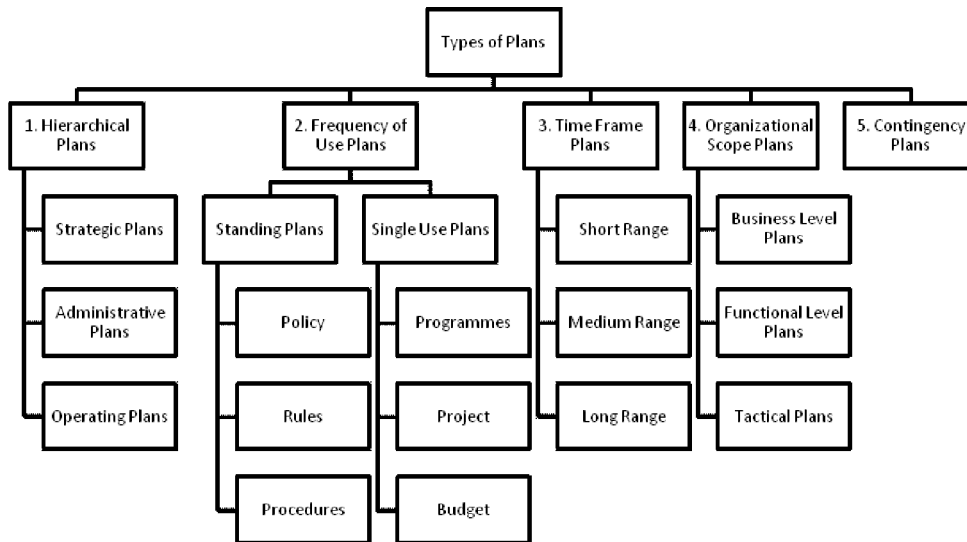 Types of Plans
1. Hierarchical
Plans
2. Frequency of
Use Plans
3. Time Frame
Plans
4. Organizational
Scope Plans
5. Contingency
Plans
Strategic Plans
Administrative
Plans
Operating Plans
Standing Plans
Policy
Rules
Procedures
Single Use Plans
Programmes
Project
Budget
Short Range
Medium Range
Long Range
Business Level
Plans
Functional Level
Plans
Tactical Plans